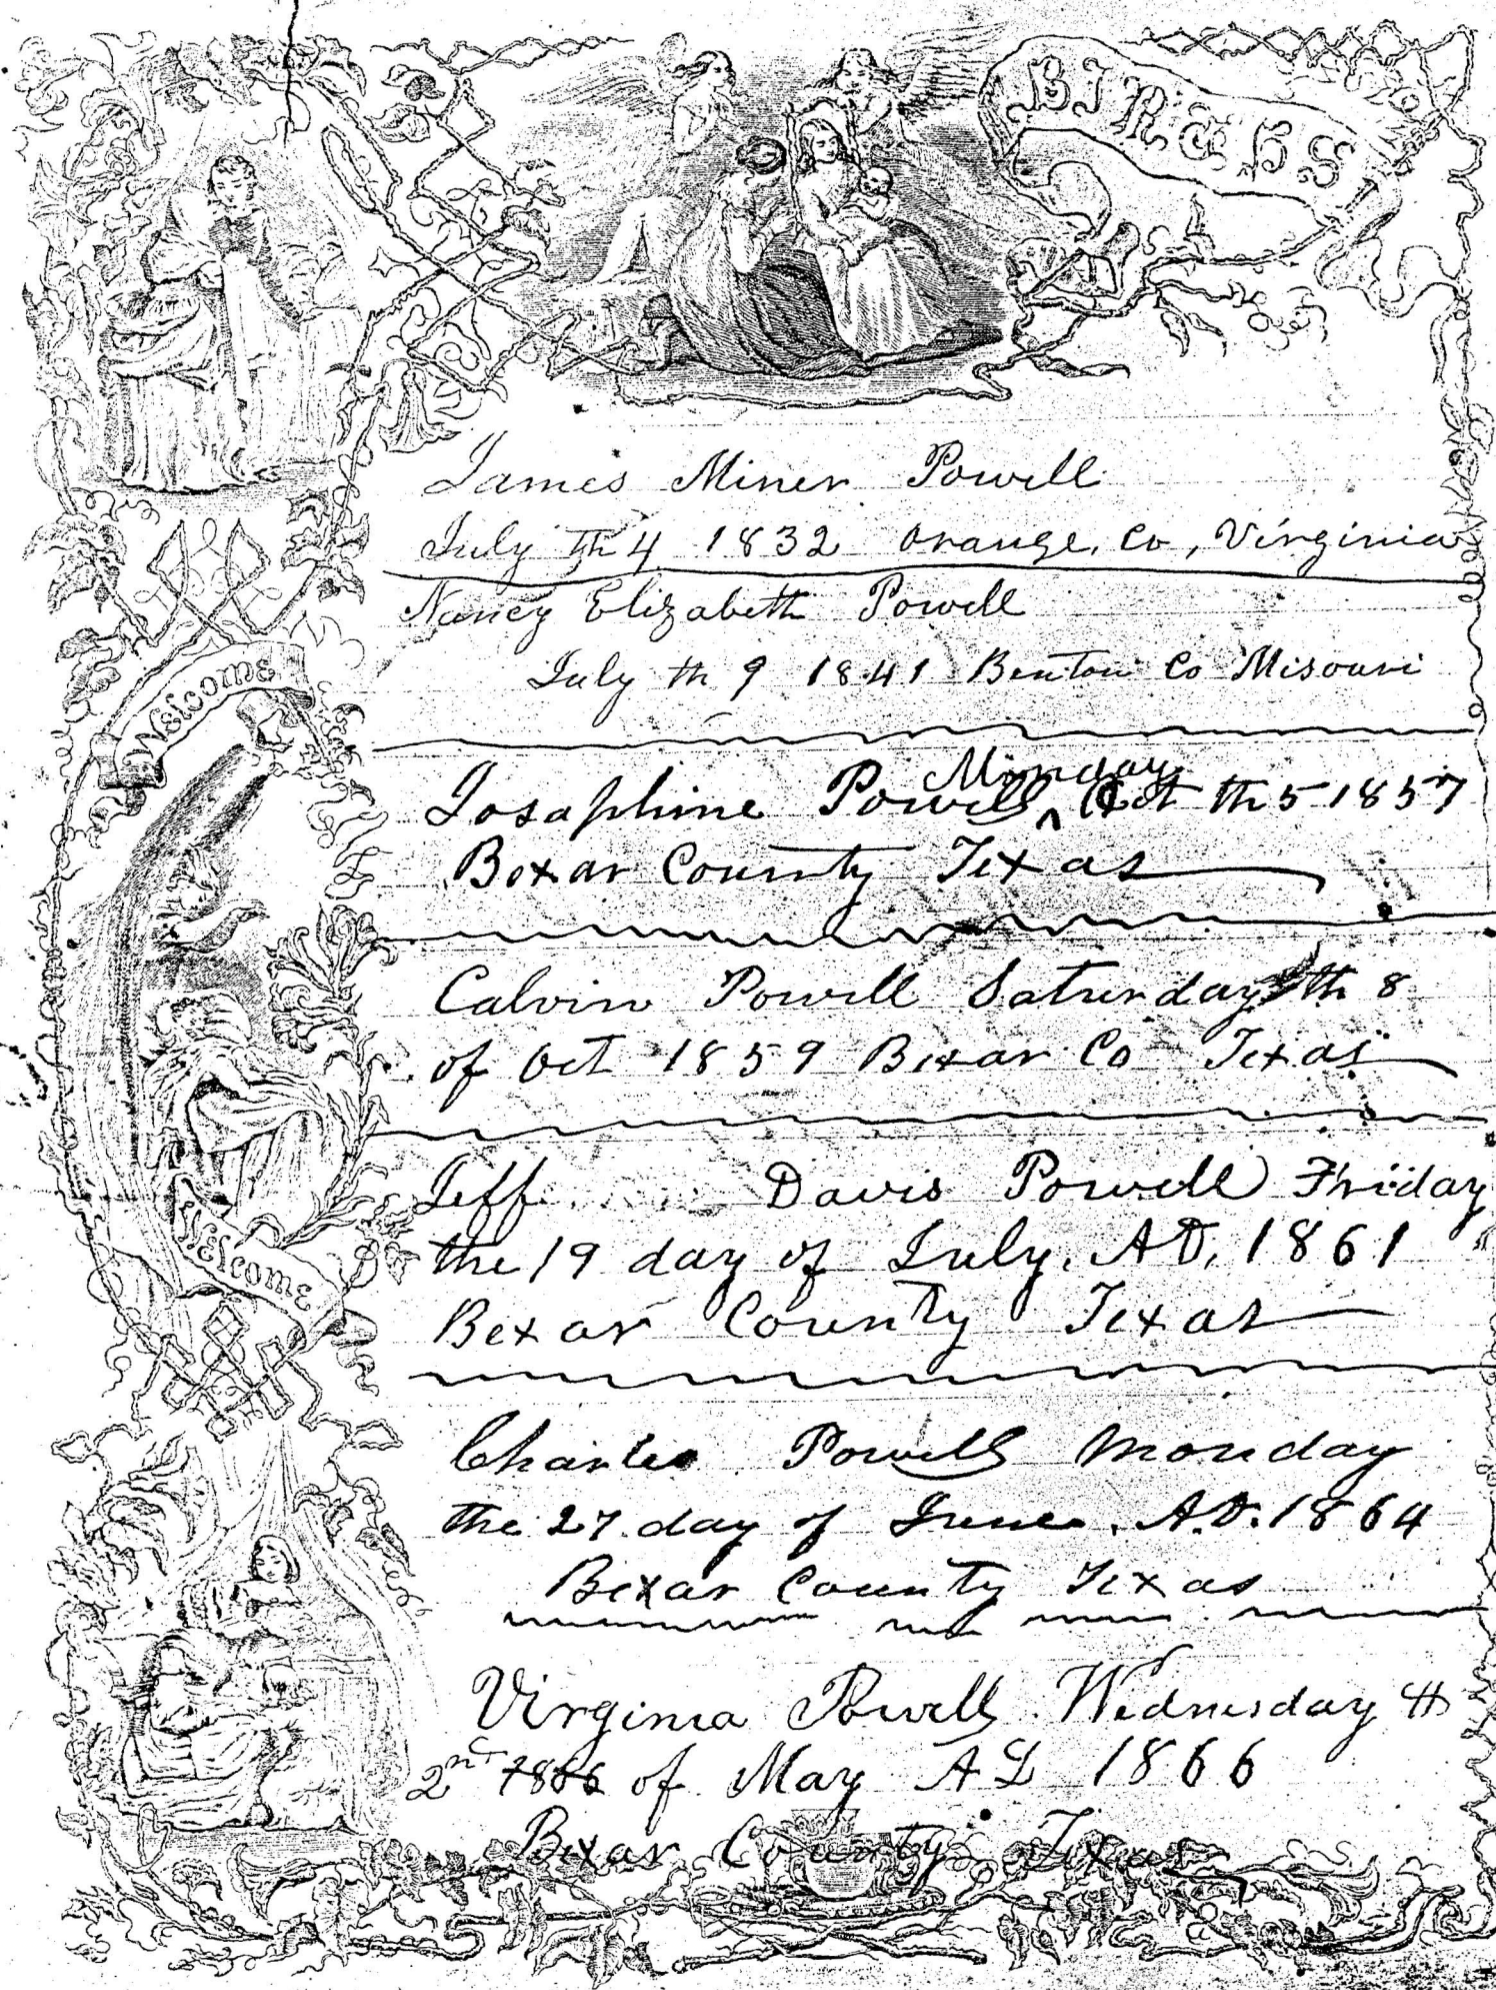 BIRTHS
James Miner Powell
July th 4 1832 Orange, Co, Virginia
Nancy Elizabeth Powell
July th 9 1841 Benton Co Misouri
Welcome
Monday
Josaphine Powell ^ Oct th 5 1857
Bexar County Texas
Calvin Powell Saturday th 8
of Oct 1859 Bexar Co Texas
Jeff Davis Powell Friday
the 19 day of July. A.D. 1861
Bexar County Texas
Welcome
Charles Powell Monday
the 27 day of June. A.D. 1864
Bexar County Texas
Virginia Powell Wednesday th
2nd 1866 of May AD 1866
Bexar County Texas